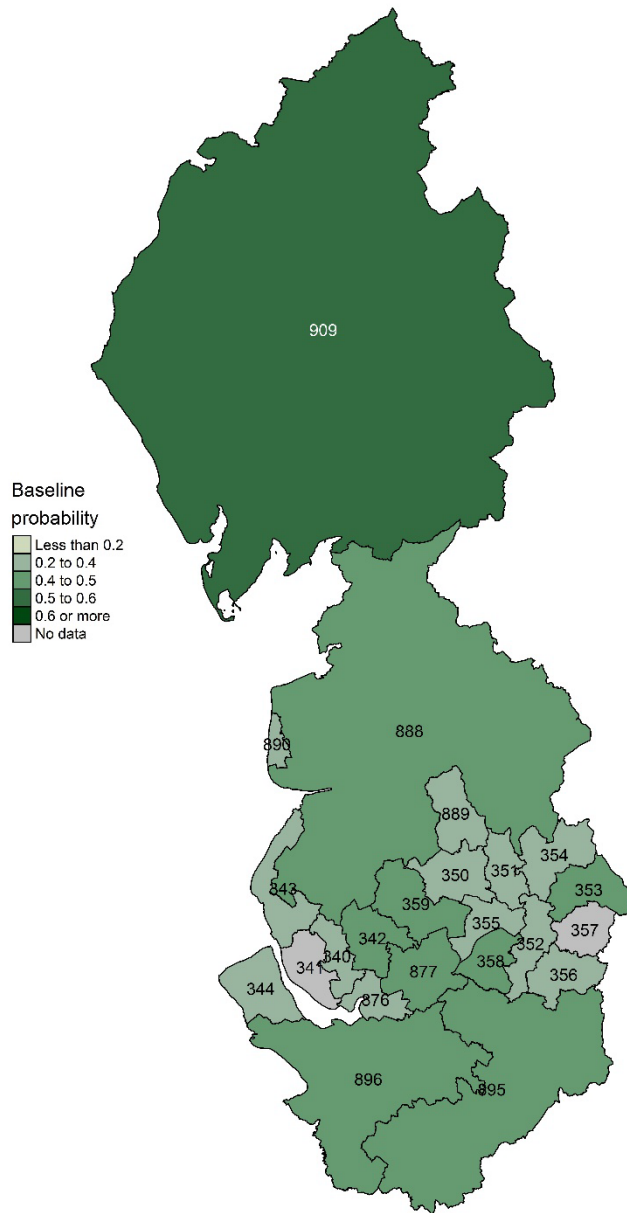 909
Baseline
probability
Less than 0.2
0.2 to 0.4
0.4 to 0.5
0.5 to 0.6
0.6 or more
No data
888
890
889
354
351
350
343
353
359
355
357
342
352
340
358
341
877
356
344
876
896
895